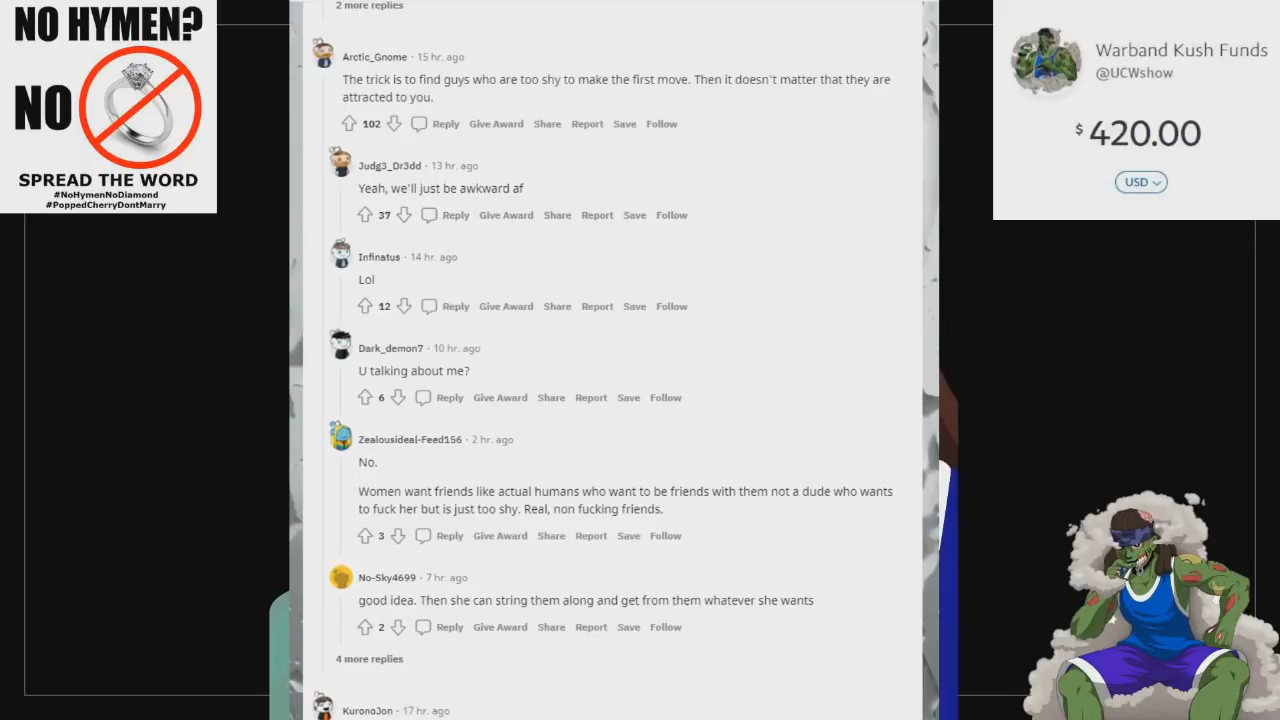 NO HYMEN?
NO
SPREAD THE WORD
#NoHymenNoDiamond
#PoppedCherryDontMarry
2 more replies
Arctic_Gnome · 15 hr. ago
The trick is to find guys who are too shy to make the first move. Then it doesn't matter that they are
attracted to you.
102 Reply Give Award Share Report Save Follow
Judg3_Dr3dd · 13 hr. ago
Yeah, we'll just be awkward af
37 Reply Give Award Share Report Save Follow
Infinatus · 14 hr. ago
Lol
12 Reply Give Award Share Report Save Follow
Dark_demon7 · 10 hr. ago
U talking about me?
6 Reply Give Award Share Report Save Follow
Zealousideal-Feed156 · 2 hr. ago
No.
Women want friends like actual humans who want to be friends with them not a dude who wants
to fuck her but is just too shy. Real, non fucking friends.
3 Reply Give Award Share Report Save Follow
No-Sky4699 · 7 hr. ago
good idea. Then she can string them along and get from them whatever she wants
2 Reply Give Award Share Report Save Follow
4 more replies
KuronoJon · 17 hr. ago
Warband Kush Funds
@UCWshow
$ 420.00
USD